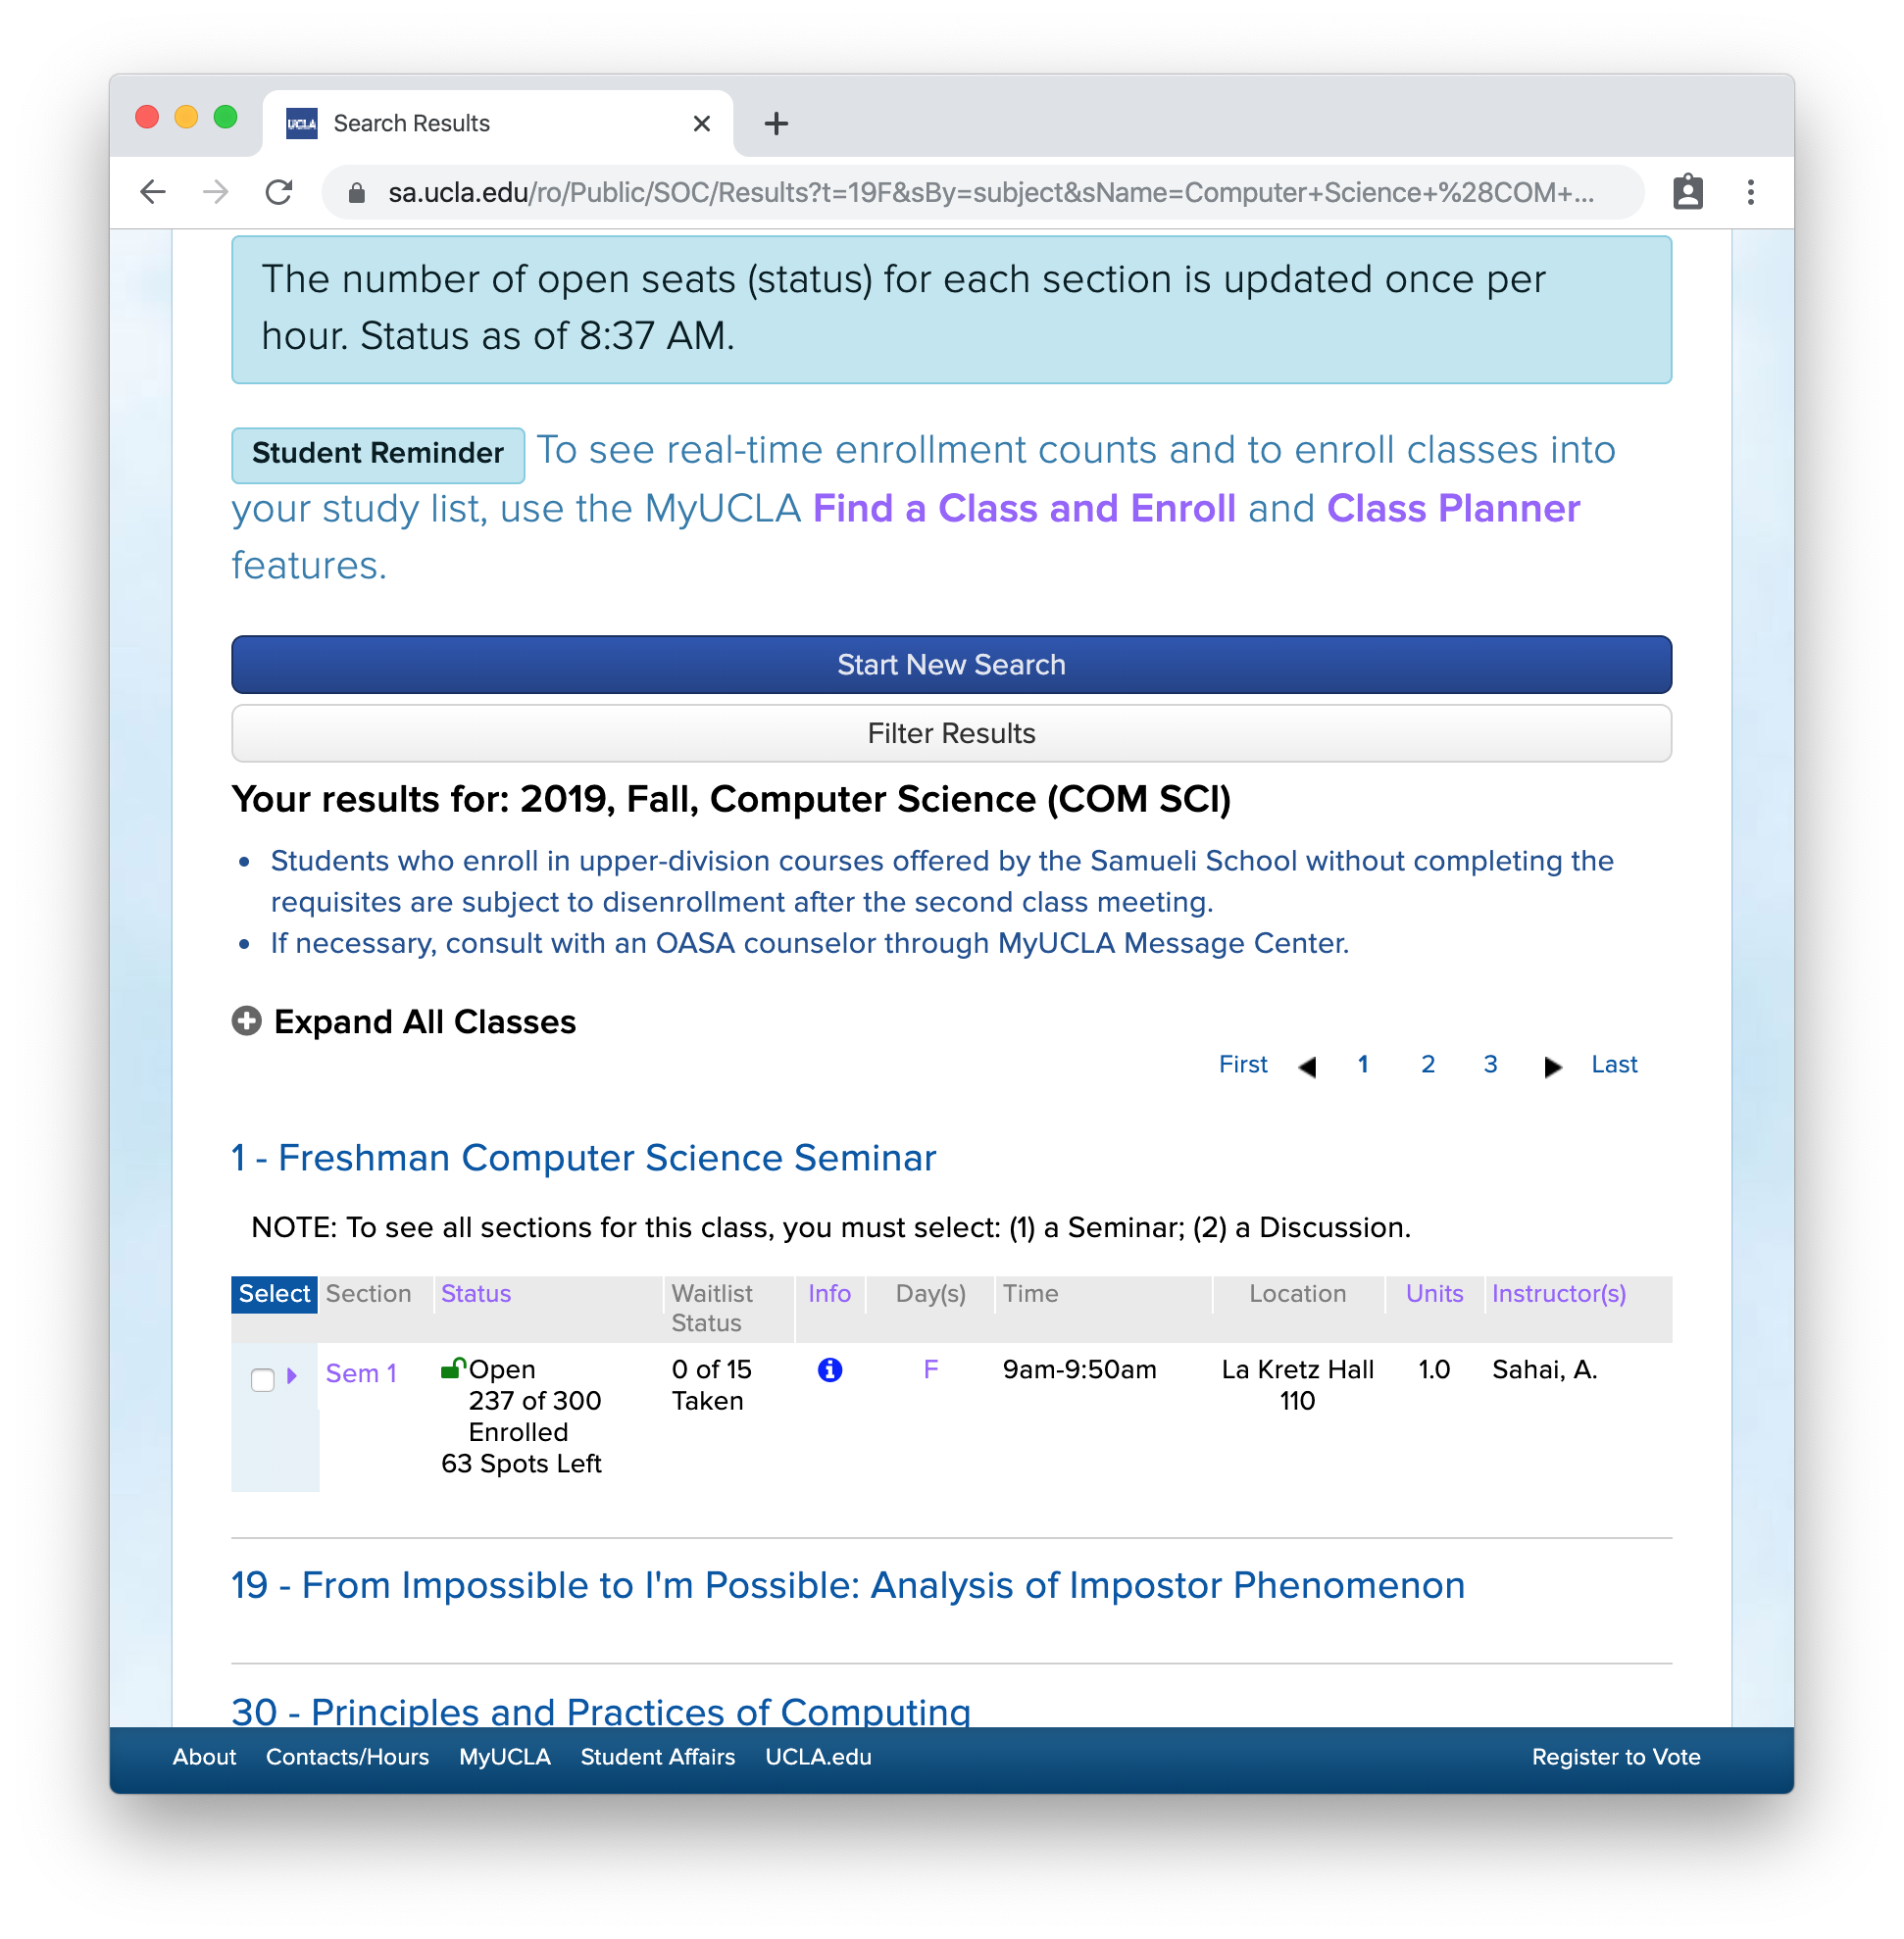 UCLA
Search Results
sa.ucla.edu/ro/Public/SOC/Results?t=19F&sBy=subject&sName=Computer+Science+%28COM+...
The number of open seats (status) for each section is updated once per
hour. Status as of 8:37 AM.
Student Reminder To see real-time enrollment counts and to enroll classes into
your study list, use the MyUCLA Find a Class and Enroll and Class Planner
features.
Start New Search
Filter Results
Your results for: 2019, Fall, Computer Science (COM SCI)
• Students who enroll in upper-division courses offered by the Samueli School without completing the
requisites are subject to disenrollment after the second class meeting.
• If necessary, consult with an OASA counselor through MyUCLA Message Center.
Expand All Classes
First 1 2 3 Last
1 - Freshman Computer Science Seminar
NOTE: To see all sections for this class, you must select: (1) a Seminar; (2) a Discussion.
Select Section Status Waitlist Info Day(s) Time Location Units Instructor(s)
Status
Sem 1 Open 0 of 15 F 9am-9:50am La Kretz Hall 1.0 Sahai, A.
237 of 300 Taken 110
Enrolled
63 Spots Left
19 - From Impossible to I'm Possible: Analysis of Impostor Phenomenon
30 - Principles and Practices of Computing
About Contacts/Hours MyUCLA Student Affairs UCLA.edu Register to Vote